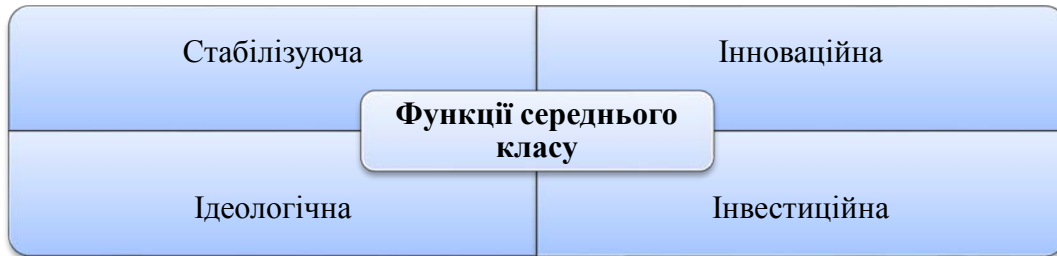 Стабілізуюча
Інноваційна
Функції середнього
класу
Ідеологічна
Інвестиційна